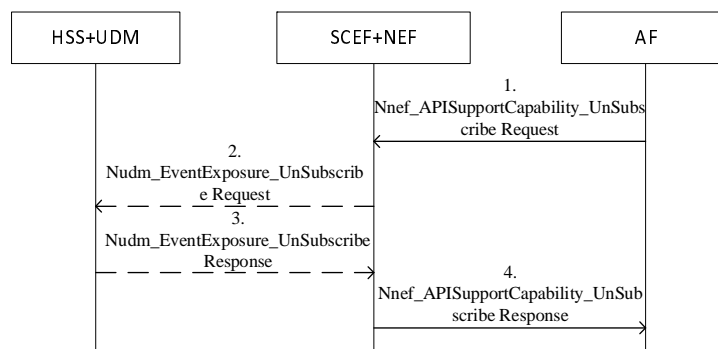 HSS+UDM
SCEF+NEF
AF
1.
Nnef_APISupportCapability_UnSubs
cribe Request
2.
Nudm_EventExposure_UnSubscrib
e Request
3.
Nudm_EventExposure_UnSubscribe
Response
4.
Nnef_APISupportCapability_UnSub
scribe Response